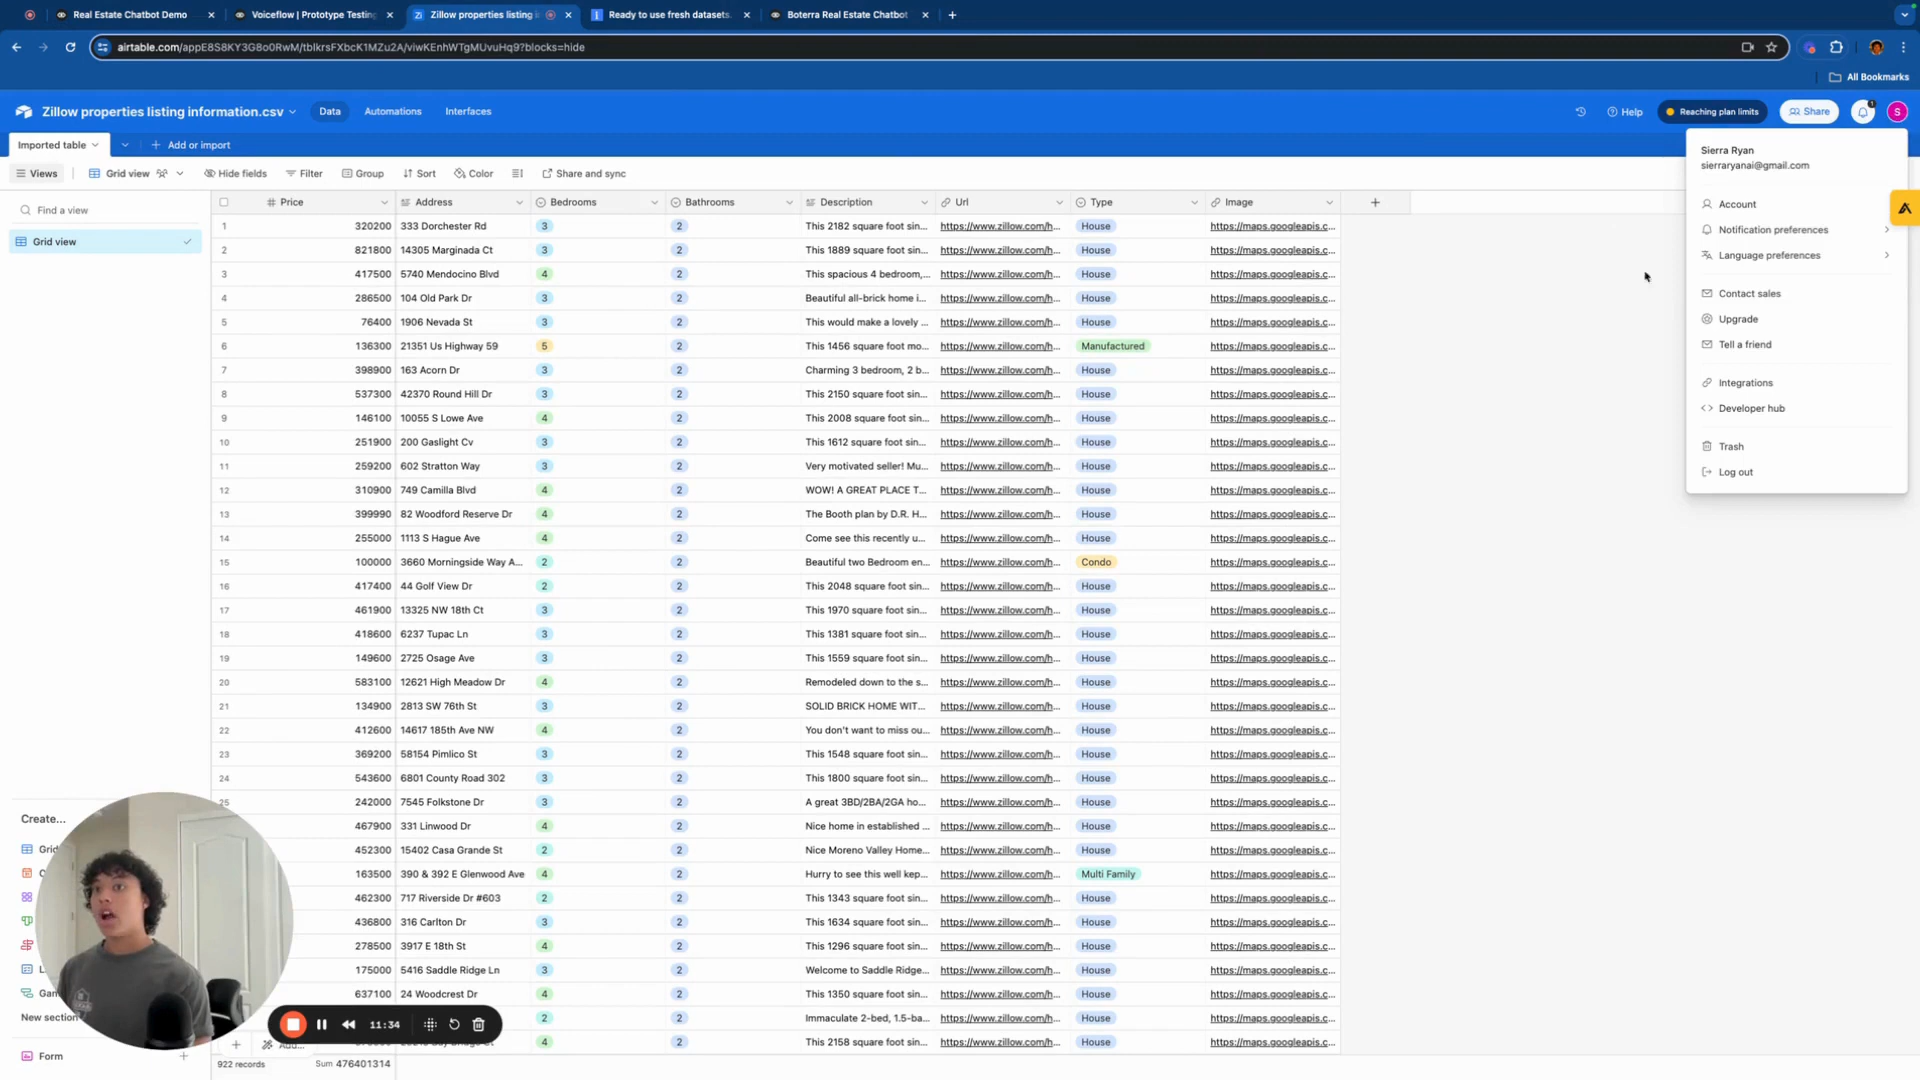 Real Estate Chatbot Demo
Voiceflow | Prototype Testing
Zillow properties listing i
Ready to use fresh datasets.
Boterra Real Estate Chatbot
airtable.com/appE8S8KY3G8o0RwM/tblkrsFXbcK1MZu2A/viwKEnhWTgMUvuHq9?blocks=hide
All Bookmarks
Zillow properties listing information.csv
Data
Automations
Interfaces
Help
Reaching plan limits
Share
1
S
Imported table
Add or import
Views
Grid view
Hide fields
Filter
Group
Sort
Color
Share and sync
Find a view
Grid view
Price Address Bedrooms Bathrooms Description Url Type Image
1 320200 333 Dorchester Rd 3 2 This 2182 square foot sin... https://www.zillow.com/h... House https://maps.googleapis.c...
2 821800 14305 Marginada Ct 3 2 This 1889 square foot sin... https://www.zillow.com/h... House https://maps.googleapis.c...
3 417500 5740 Mendocino Blvd 4 2 This spacious 4 bedroom,... https://www.zillow.com/h... House https://maps.googleapis.c...
4 286500 104 Old Park Dr 3 2 Beautiful all-brick home i... https://www.zillow.com/h... House https://maps.googleapis.c...
5 76400 1906 Nevada St 3 2 This would make a lovely ... https://www.zillow.com/h... House https://maps.googleapis.c...
6 136300 21351 Us Highway 59 5 2 This 1456 square foot mo... https://www.zillow.com/h... Manufactured https://maps.googleapis.c...
7 398900 163 Acorn Dr 3 2 Charming 3 bedroom, 2 b... https://www.zillow.com/h... House https://maps.googleapis.c...
8 537300 42370 Round Hill Dr 3 2 This 2150 square foot sin... https://www.zillow.com/h... House https://maps.googleapis.c...
9 146100 10055 S Lowe Ave 4 2 This 2008 square foot sin... https://www.zillow.com/h... House https://maps.googleapis.c...
10 251900 200 Gaslight Cv 3 2 This 1612 square foot sin... https://www.zillow.com/h... House https://maps.googleapis.c...
11 259200 602 Stratton Way 3 2 Very motivated seller! Mu... https://www.zillow.com/h... House https://maps.googleapis.c...
12 310900 749 Camilla Blvd 4 2 WOW! A GREAT PLACE T... https://www.zillow.com/h... House https://maps.googleapis.c...
13 399990 82 Woodford Reserve Dr 4 2 The Booth plan by D.R. H... https://www.zillow.com/h... House https://maps.googleapis.c...
14 255000 1113 S Hague Ave 4 2 Come see this recently u... https://www.zillow.com/h... House https://maps.googleapis.c...
15 100000 3660 Morningside Way A... 2 2 Beautiful two Bedroom en... https://www.zillow.com/h... Condo https://maps.googleapis.c...
16 417400 44 Golf View Dr 2 2 This 2048 square foot sin... https://www.zillow.com/h... House https://maps.googleapis.c...
17 461900 13325 NW 18th Ct 3 2 This 1970 square foot sin... https://www.zillow.com/h... House https://maps.googleapis.c...
18 418600 6237 Tupac Ln 3 2 This 1381 square foot sin... https://www.zillow.com/h... House https://maps.googleapis.c...
19 149600 2725 Osage Ave 3 2 This 1559 square foot sin... https://www.zillow.com/h... House https://maps.googleapis.c...
20 583100 12621 High Meadow Dr 4 2 Remodeled down to the s... https://www.zillow.com/h... House https://maps.googleapis.c...
21 134900 2813 SW 76th St 3 2 SOLID BRICK HOME WIT... https://www.zillow.com/h... House https://maps.googleapis.c...
22 412600 14617 185th Ave NW 4 2 You don't want to miss ou... https://www.zillow.com/h... House https://maps.googleapis.c...
23 369200 58154 Pimlico St 3 2 This 1548 square foot sin... https://www.zillow.com/h... House https://maps.googleapis.c...
24 543600 6801 County Road 302 3 2 This 1800 square foot sin... https://www.zillow.com/h... House https://maps.googleapis.c...
25 242000 7545 Folkstone Dr 3 2 A great 3BD/2BA/2GA ho... https://www.zillow.com/h... House https://maps.googleapis.c...
467900 331 Linwood Dr 4 2 Nice home in established ... https://www.zillow.com/h... House https://maps.googleapis.c...
452300 15402 Casa Grande St 2 2 Nice Moreno Valley Home... https://www.zillow.com/h... House https://maps.googleapis.c...
163500 390 & 392 E Glenwood Ave 4 2 Hurry to see this well kep... https://www.zillow.com/h... Multi Family https://maps.googleapis.c...
462300 717 Riverside Dr #603 2 2 This 1343 square foot sin... https://www.zillow.com/h... House https://maps.googleapis.c...
436800 316 Carlton Dr 3 2 This 1634 square foot sin... https://www.zillow.com/h... House https://maps.googleapis.c...
278500 3917 E 18th St 4 2 This 1296 square foot sin... https://www.zillow.com/h... House https://maps.googleapis.c...
175000 5416 Saddle Ridge Ln 3 2 Welcome to Saddle Ridge... https://www.zillow.com/h... House https://maps.googleapis.c...
637100 24 Woodcrest Dr 4 2 This 1350 square foot sin... https://www.zillow.com/h... House https://maps.googleapis.c...
2 2 Immaculate 2-bed, 1.5-ba... https://www.zillow.com/h... House https://maps.googleapis.c...
4 2 This 2158 square foot sin... https://www.zillow.com/h... House https://maps.googleapis.c...
Create...
Grid
New section
Form
11:34
Add...
922 records
Sum 476401314
Sierra Ryan
sierraryanai@gmail.com
Account
Notification preferences
Language preferences
Contact sales
Upgrade
Tell a friend
Integrations
Developer hub
Trash
Log out